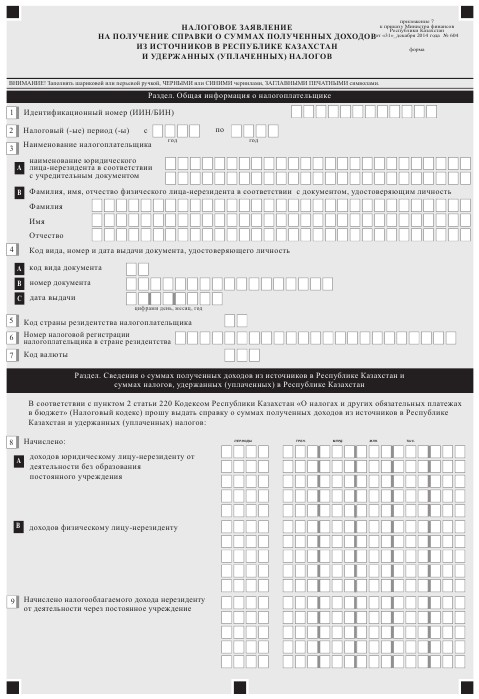 приложение 7
к приказу Министра финансов
Республики Казахстан
от «31»_декабря 2014 года № 604
форма
НАЛОГОВОЕ ЗАЯВЛЕНИЕ
НА ПОЛУЧЕНИЕ СПРАВКИ О СУММАХ ПОЛУЧЕННЫХ ДОХОДОВ
ИЗ ИСТОЧНИКОВ В РЕСПУБЛИКЕ КАЗАХСТАН
И УДЕРЖАННЫХ (УПЛАЧЕННЫХ) НАЛОГОВ
ВНИМАНИЕ! Заполнять шариковой или перьевой ручкой, ЧЕРНЫМИ или СИНИМИ чернилами, ЗАГЛАВНЫМИ ПЕЧАТНЫМИ символами.
Раздел. Общая информация о налогоплательщике
1 Идентификационный номер (ИИН/БИН)
2 Налоговый (-ые) период (-ы) с по
год год
3 Наименование налогоплательщика
A наименование юридического
лица-нерезидента в соответствии
с учредительным документом
B Фамилия, имя, отчество физического лица-нерезидента в соответствии с документом, удостоверяющим личность
Фамилия
Имя
Отчество
4 Код вида, номер и дата выдачи документа, удостоверяющего личность
A код вида документа
B номер документа
C дата выдачи
цифрами день, месяц, год
5 Код страны резидентства налогоплательщика
6 Номер налоговой регистрации
налогоплательщика в стране резидентства
7 Код валюты
Раздел. Сведения о суммах полученных доходов из источников в Республике Казахстан и
суммах налогов, удержанных (уплаченных) в Республике Казахстан
В соответствии с пунктом 2 статьи 220 Кодексом Республики Казахстан «О налогах и других обязательных платежах
в бюджет» (Налоговый кодекс) прошу выдать справку о суммах полученных доходов из источников в Республике
Казахстан и удержанных (уплаченных) налогов:
8 Начислено:
ПЕРИОДЫ ТРЛН. МЛРД. МЛН. ТЫС.
A доходов юридическому лицу-нерезиденту от
деятельности без образования
постоянного учреждения
B доходов физическому лицу-нерезиденту
9 Начислено налогооблагаемого дохода нерезиденту
от деятельности через постоянное учреждение